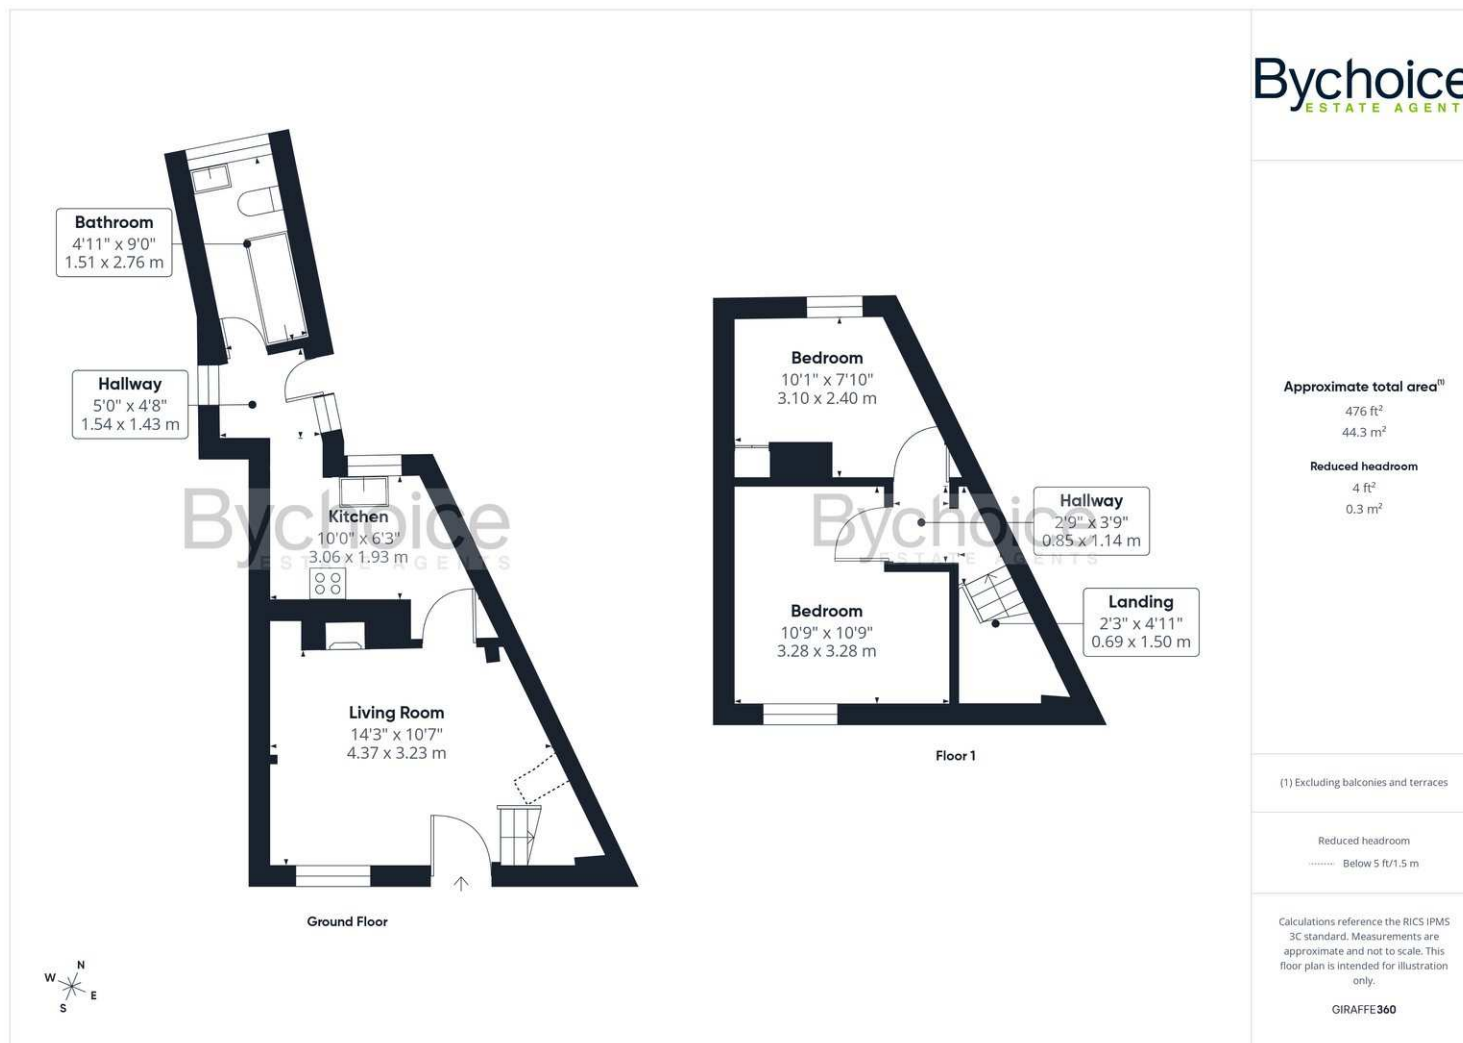 Bathroom
4'11" x 9'0"
1.51 x 2.76 m
Hallway
5'0" x 4'8"
1.54 x 1.43 m
Kitchen
10'0" x 6'3"
3.06 x 1.93 m
Bychoice
ESTATE AGENTS
Living Room
14'3" x 10'7"
4.37 x 3.23 m
Ground Floor
Bedroom
10'1" x 7'10"
3.10 x 2.40 m
Hallway
2'9" x 3'9"
0.85 x 1.14 m
Bychoice
ESTATE AGENTS
Bedroom
10'9" x 10'9"
3.28 x 3.28 m
Landing
2'3" x 4'11"
0.69 x 1.50 m
Floor 1
N
W
E
S
Bychoice
ESTATE AGENT
Approximate total area(1)
476 ft²
44.3 m²
Reduced headroom
4 ft²
0.3 m²
(1) Excluding balconies and terraces
Reduced headroom
Below 5 ft/1.5 m
Calculations reference the RICS IPMS
3C standard. Measurements are
approximate and not to scale. This
floor plan is intended for illustration
only.
GIRAFFE360